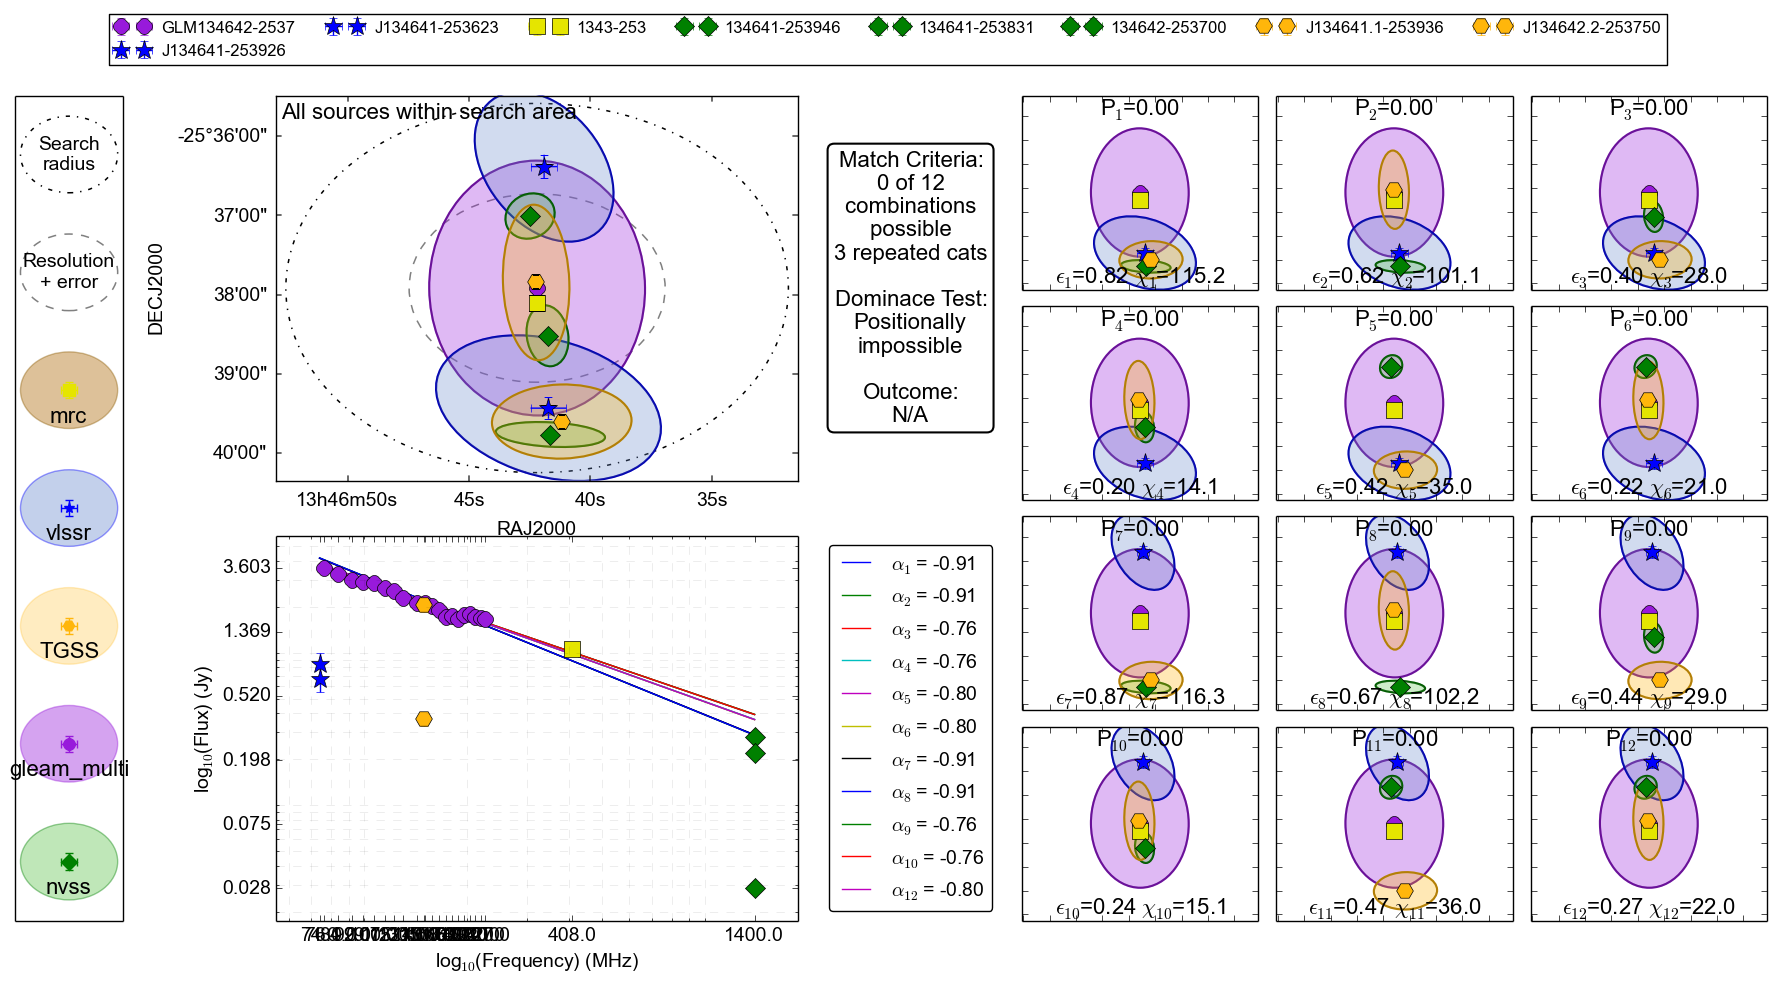 GLM134642-2537 J134641-253623 1343-253 134641-253946 134641-253831 134642-253700 J134641.1-253936 J134642.2-253750
J134641-253926
Search
radius
Resolution
+ error
mrc
vlssr
TGSS
gleam_multi
nvss
All sources within search area
DECJ2000
-25°36'00"
37'00"
38'00"
39'00"
40'00"
13h46m50s 45s 40s 35s
RAJ2000
Match Criteria:
0 of 12
combinations
possible
3 repeated cats
Dominace Test:
Positionally
impossible
Outcome:
N/A
log10(Flux) (Jy)
3.603
1.369
0.520
0.198
0.075
0.028
408.0 1400.0
log10(Frequency) (MHz)
α1 = -0.91
α2 = -0.91
α3 = -0.76
α4 = -0.76
α5 = -0.80
α6 = -0.80
α7 = -0.91
α8 = -0.91
α9 = -0.76
α10 = -0.76
α12 = -0.80
P1=0.00 P2=0.00 P3=0.00
ϵ1=0.82 χ1=115.2 ϵ2=0.62 χ2=101.1 ϵ3=0.40 χ3=28.0
P4=0.00 P5=0.00 P6=0.00
ϵ4=0.20 χ4=14.1 ϵ5=0.42 χ5=35.0 ϵ6=0.22 χ6=21.0
P7=0.00 P8=0.00 P9=0.00
ϵ7=0.87 χ7=116.3 ϵ8=0.67 χ8=102.2 ϵ9=0.44 χ9=29.0
P10=0.00 P11=0.00 P12=0.00
ϵ10=0.24 χ10=15.1 ϵ11=0.47 χ11=36.0 ϵ12=0.27 χ12=22.0